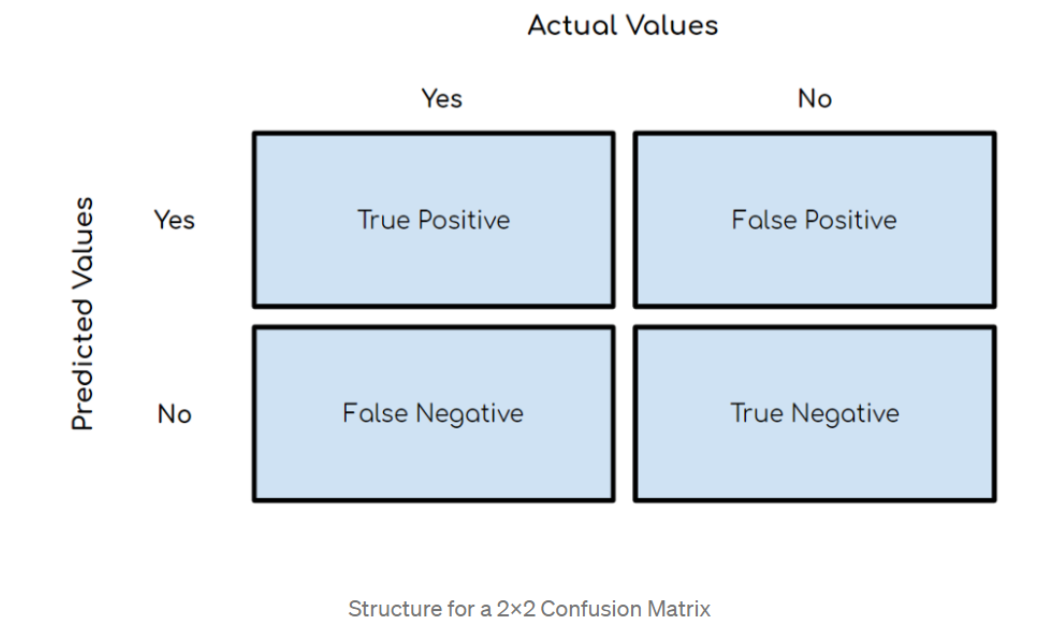 Actual Values
Yes No
Predicted Values
Yes True Positive False Positive
No False Negative True Negative
Structure for a 2×2 Confusion Matrix